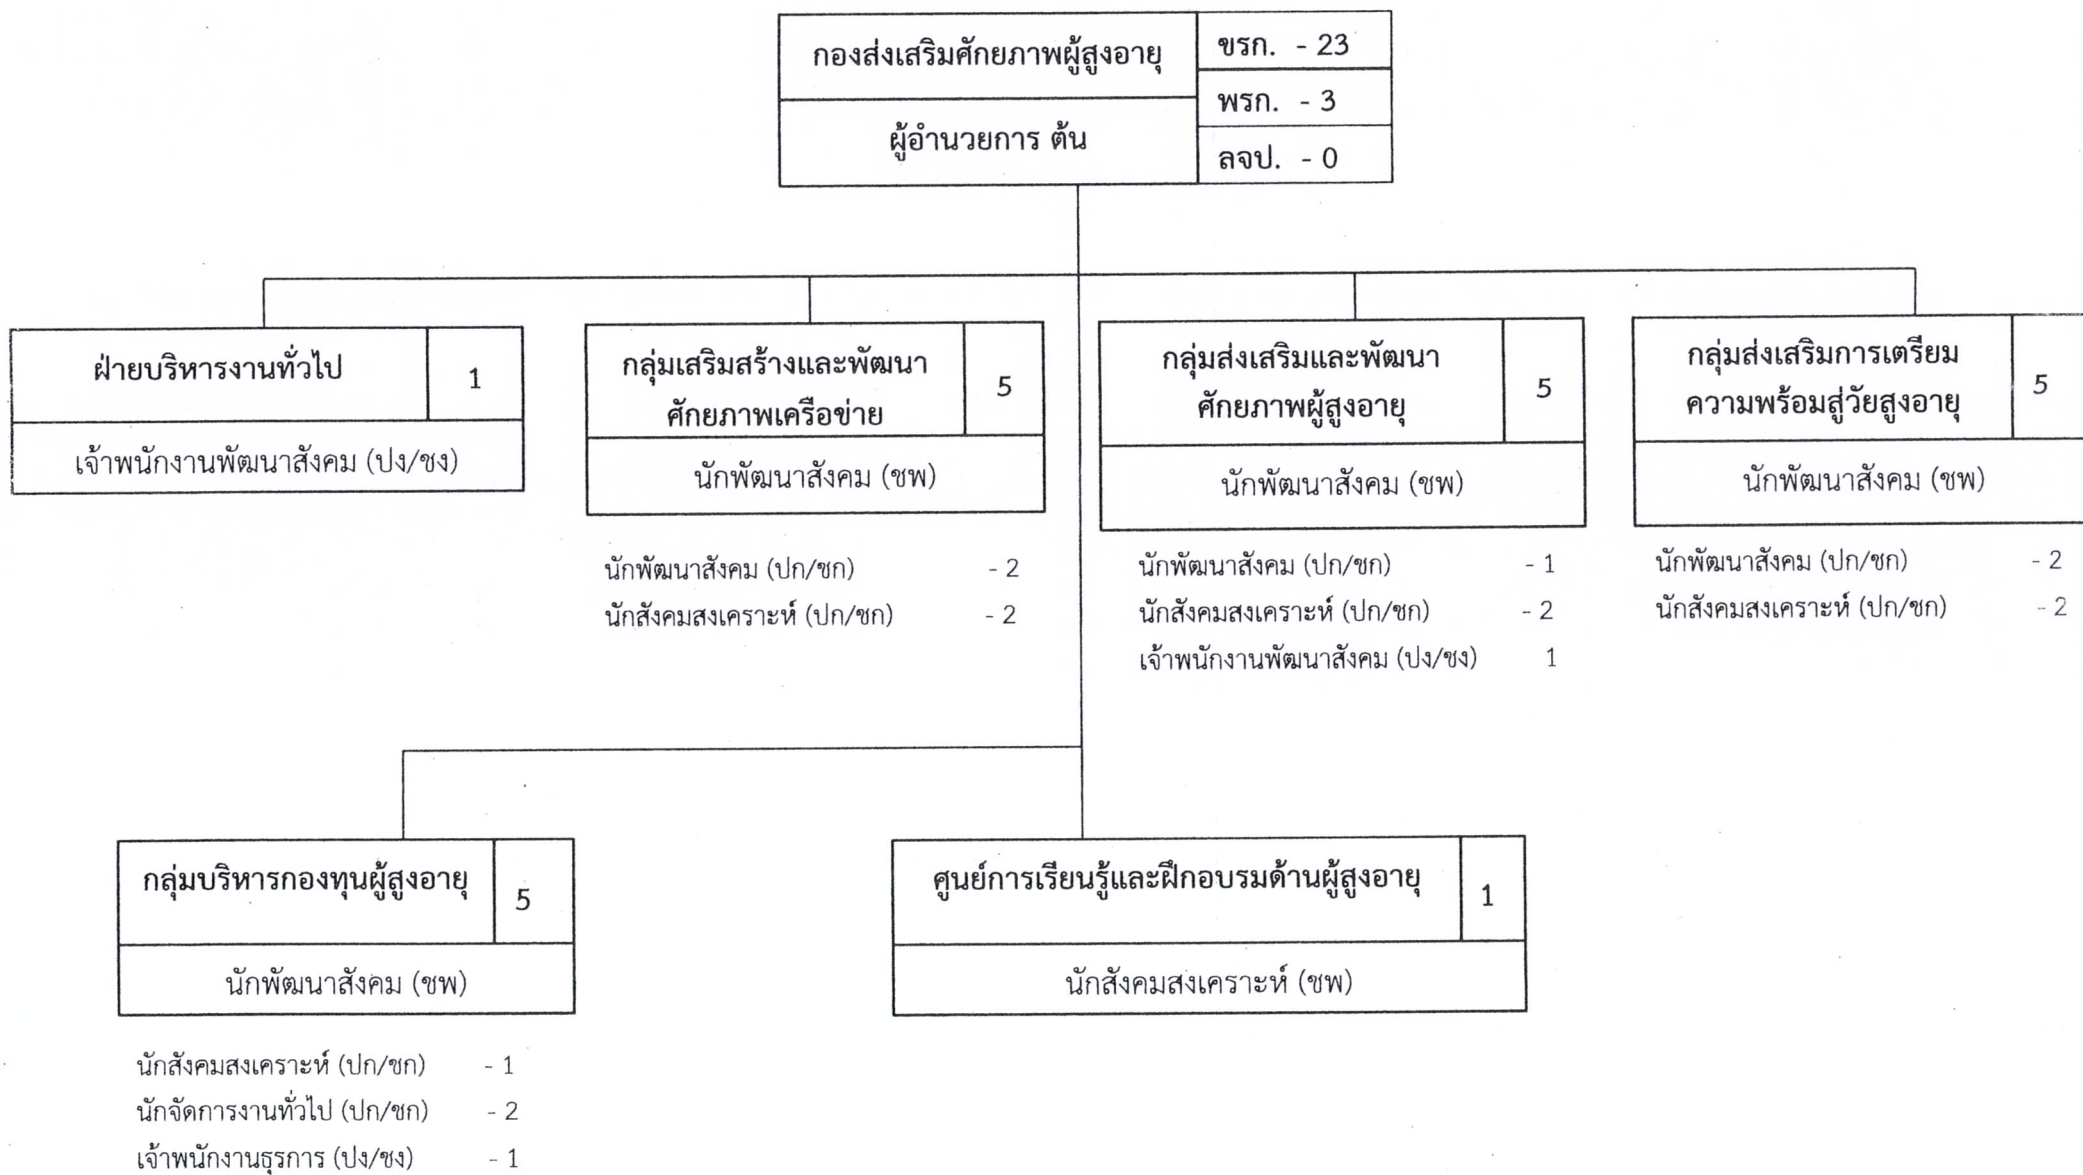 กองส่งเสริมศักยภาพผู้สูงอายุ
ผู้อำนวยการ ต้น
ขรก. - 23
พรก. - 3
ลจป. - 0
ฝ่ายบริหารงานทั่วไป
1
เจ้าพนักงานพัฒนาสังคม (ปง/ชง)
กลุ่มเสริมสร้างและพัฒนา
ศักยภาพเครือข่าย
5
นักพัฒนาสังคม (ชพ)
นักพัฒนาสังคม (ปก/ชก) - 2
นักสังคมสงเคราะห์ (ปก/ชก) - 2
กลุ่มส่งเสริมและพัฒนา
ศักยภาพผู้สูงอายุ
5
นักพัฒนาสังคม (ชพ)
นักพัฒนาสังคม (ปก/ชก) - 1
นักสังคมสงเคราะห์ (ปก/ชก) - 2
เจ้าพนักงานพัฒนาสังคม (ปง/ชง) 1
กลุ่มส่งเสริมการเตรียม
ความพร้อมสู่วัยสูงอายุ
5
นักพัฒนาสังคม (ชพ)
นักพัฒนาสังคม (ปก/ชก) - 2
นักสังคมสงเคราะห์ (ปก/ชก) - 2
กลุ่มบริหารกองทุนผู้สูงอายุ
5
นักพัฒนาสังคม (ชพ)
นักสังคมสงเคราะห์ (ปก/ชก) - 1
นักจัดการงานทั่วไป (ปก/ชก) - 2
เจ้าพนักงานธุรการ (ปง/ชง) - 1
ศูนย์การเรียนรู้และฝึกอบรมด้านผู้สูงอายุ
1
นักสังคมสงเคราะห์ (ชพ)